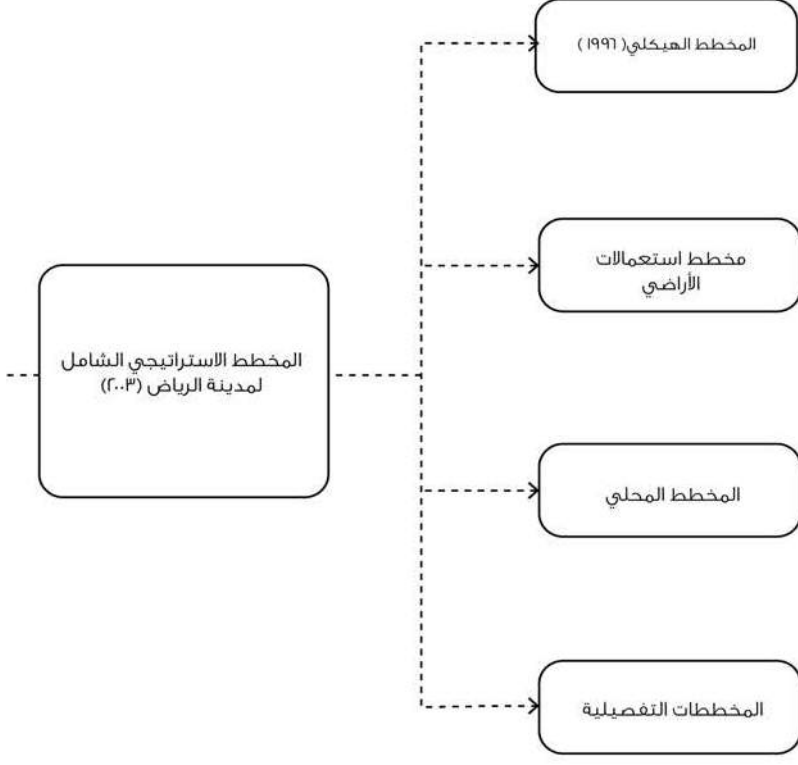 المخطط الهيكلي( ١٩٩٦ )
مخطط استعمالات
الأراضي
المخطط الاستراتيجي الشامل
لمدينة الرياض (٢٠٠٣)
المخطط المحلي
المخططات التفصيلية